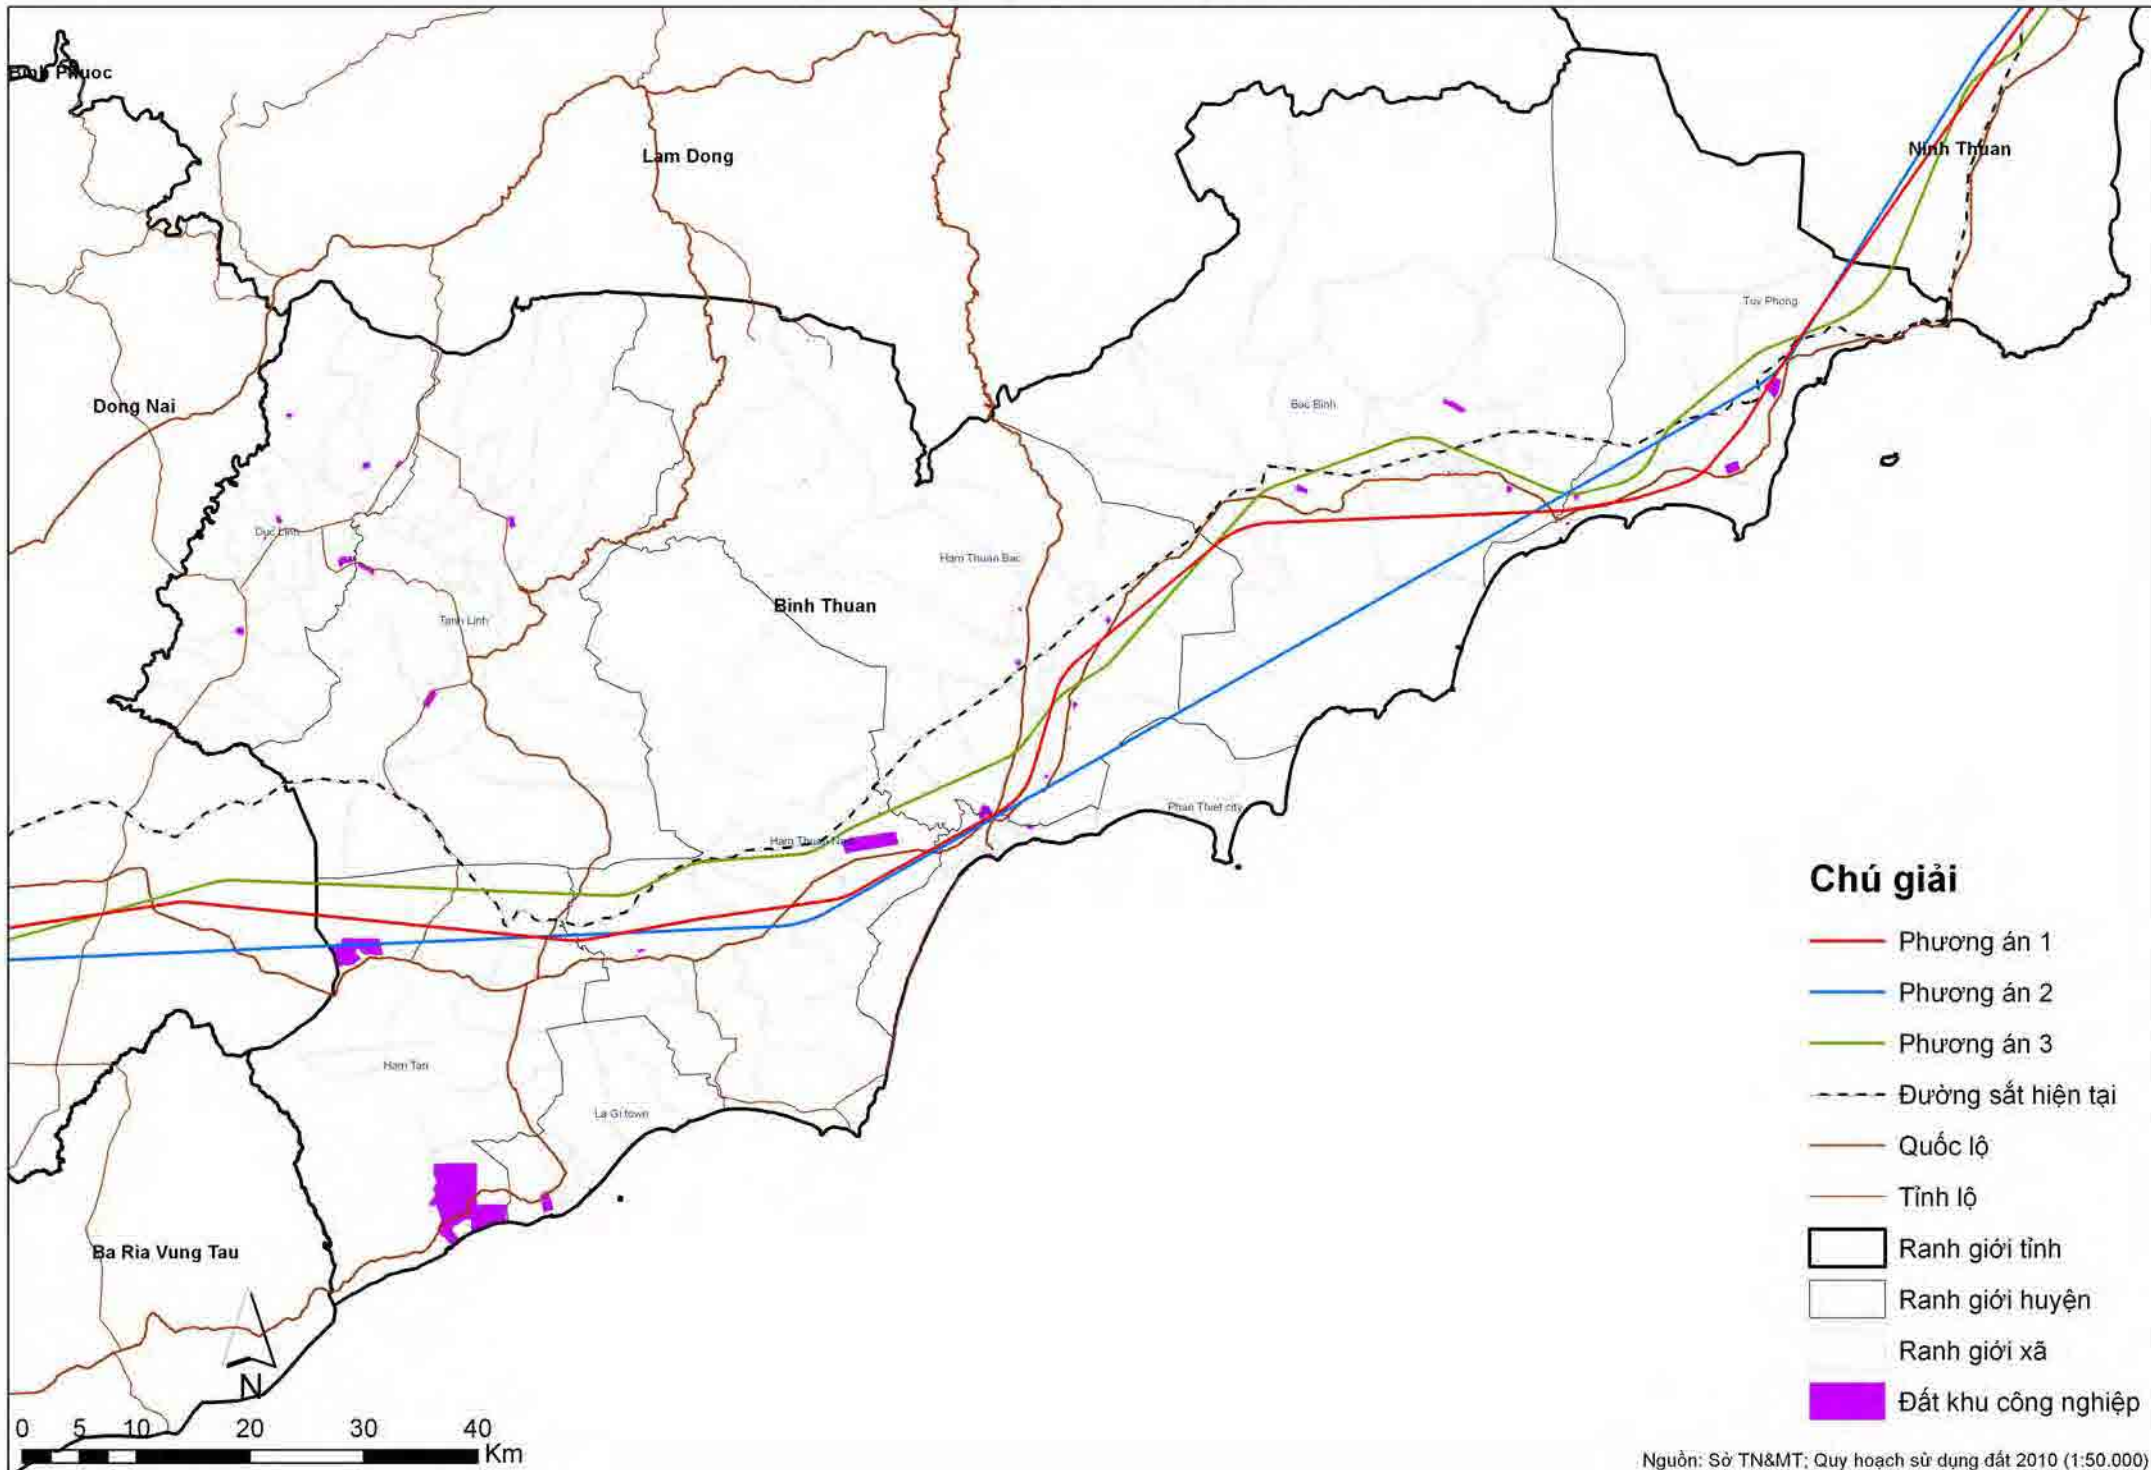 Binh Phuoc
Lam Dong
Ninh Thuan
Tuy Phong
Dong Nai
Bac Binh
Duc Linh
Ham Thuan Bac
Binh Thuan
Tanh Linh
Phan Thiet city
Ham Thuan Nam
Ham Tan
La Gi town
Ba Ria Vung Tau
N
0 5 10 20 30 40
Km
Chú giải
Phương án 1
Phương án 2
Phương án 3
Đường sắt hiện tại
Quốc lộ
Tỉnh lộ
Ranh giới tỉnh
Ranh giới huyện
Ranh giới xã
Đất khu công nghiệp
Nguồn: Sở TN&MT; Quy hoạch sử dụng đất 2010 (1:50.000)